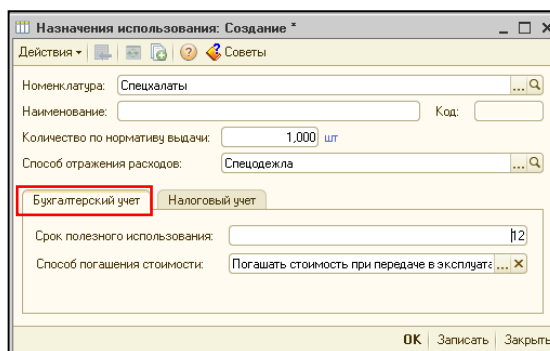 Назначения использования: Создание *
Действия Советы
Номенклатура: Спецхалаты
Наименование: Код:
Количество по нормативу выдачи: 1,000 шт
Способ отражения расходов: Спецодежла
Бухгалтерский учет Налоговый учет
Срок полезного использования: 12
Способ погашения стоимости: Погашать стоимость при передаче в эксплуата
OK Записать Закрыть